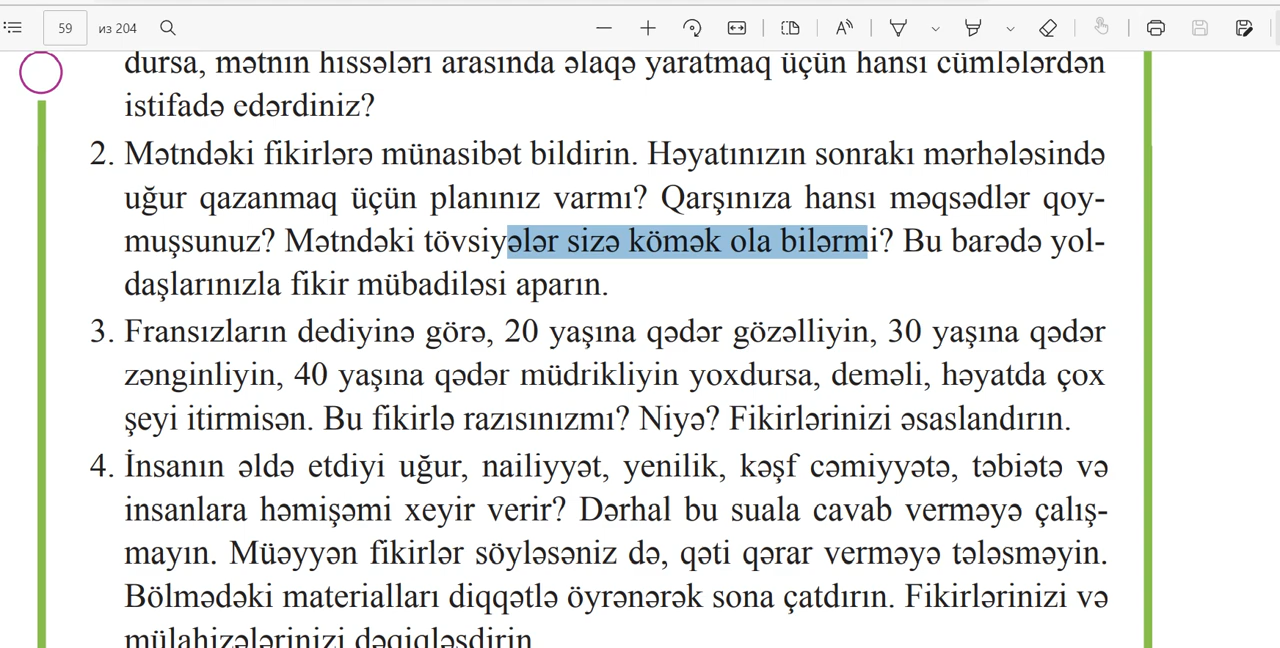 59 из 204
dursa, mətnin hissələri arasında əlaqə yaratmaq üçün hansı cümlələrdən
istifadə edərdiniz?
2. Mətndəki fikirlərə münasibət bildirin. Həyatınızın sonrakı mərhələsində
uğur qazanmaq üçün planınız varmı? Qarşınıza hansı məqsədlər qoy-
muşsunuz? Mətndəki tövsiyələr sizə kömək ola bilərmi? Bu barədə yol-
daşlarınızla fikir mübadiləsi aparın.
3. Fransızların dediyinə görə, 20 yaşına qədər gözəlliyin, 30 yaşına qədər
zənginliyin, 40 yaşına qədər müdrikliyin yoxdursa, deməli, həyatda çox
şeyi itirmisən. Bu fikirlə razısınızmı? Niyə? Fikirlərinizi əsaslandırın.
4. İnsanın əldə etdiyi uğur, nailiyyət, yenilik, kəşf cəmiyyətə, təbiətə və
insanlara həmişəmi xeyir verir? Dərhal bu suala cavab verməyə çalış-
mayın. Müəyyən fikirlər söyləsəniz də, qəti qərar verməyə tələsməyin.
Bölmədəki materialları diqqətlə öyrənərək sona çatdırın. Fikirlərinizi və
mülahizələrinizi dəqiqləşdirin